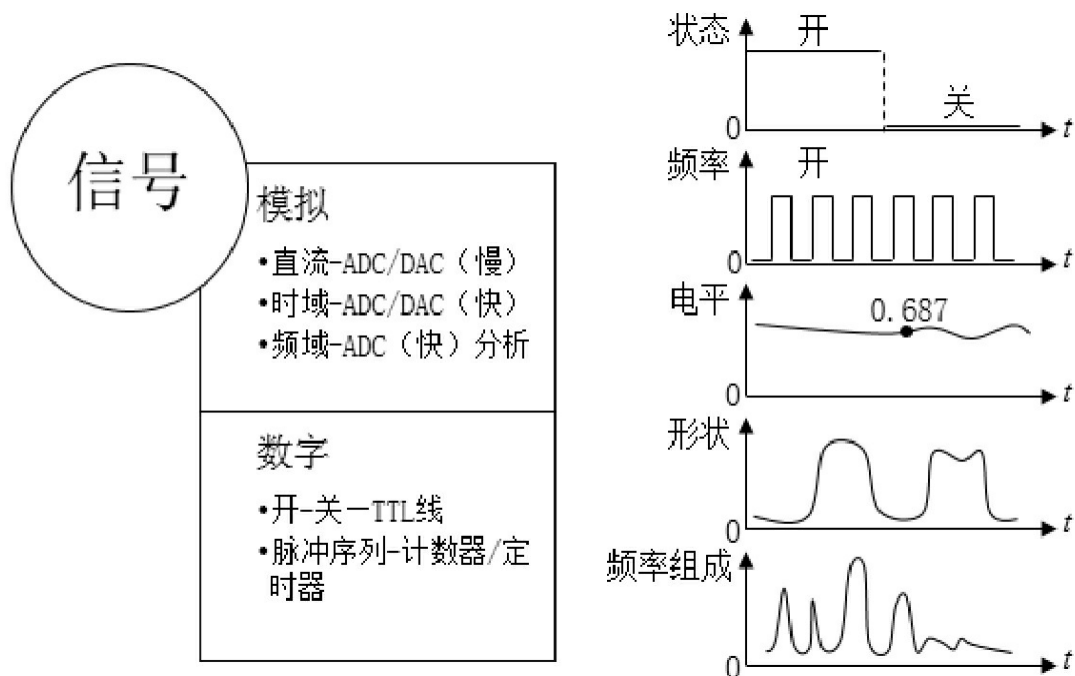 信号
模拟
•直流-ADC/DAC（慢）
•时域-ADC/DAC（快）
•频域-ADC（快）分析
数字
•开-关－TTL线
•脉冲序列-计数器/定
时器
状态
开
关
0
t
频率
开
0
t
电平
0.687
0
t
形状
0
t
频率组成
0
t